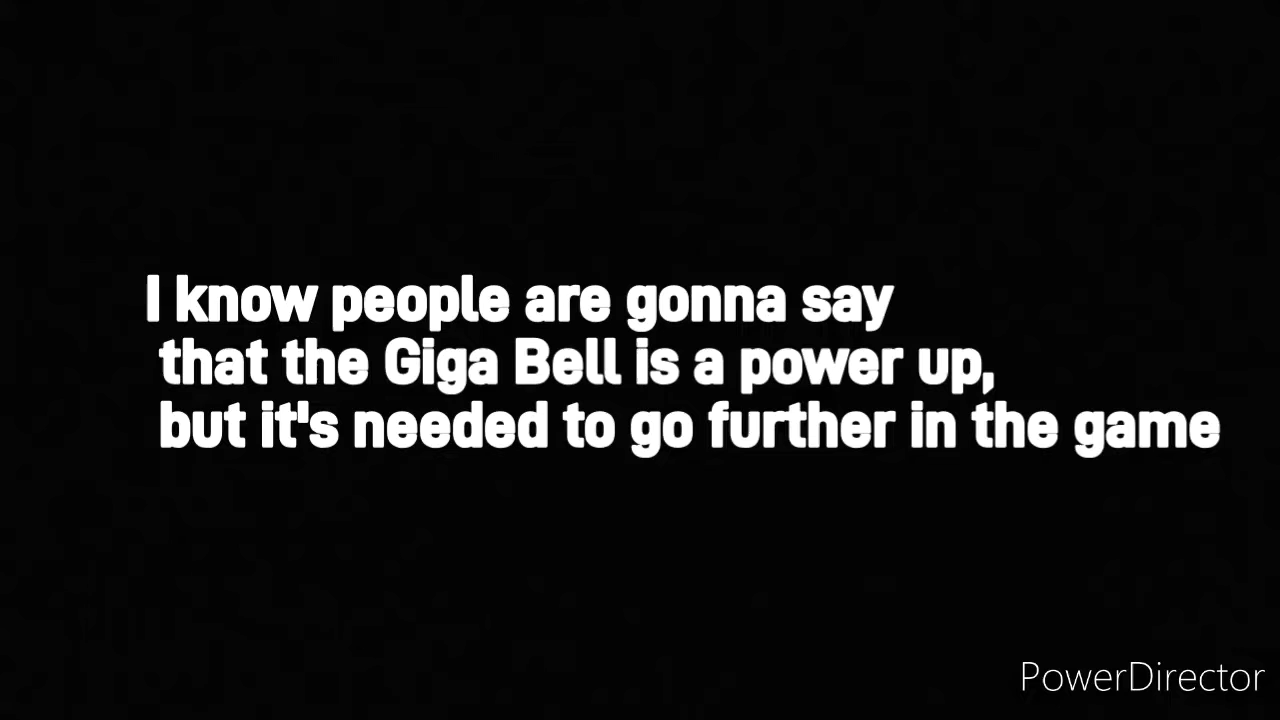 I know people are gonna say
that the Giga Bell is a power up,
but it's needed to go further in the game
PowerDirector